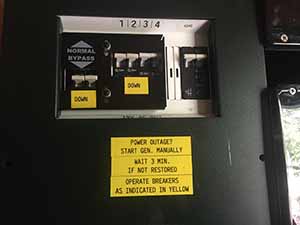 1 2 3 4
NORMAL
BYPASS
DOWN
DOWN
POWER OUTAGE?
START GEN. MANUALLY
WAIT 3 MIN.
IF NOT RESTORED
OPERATE BREAKERS
AS INDICATED IN YELLOW